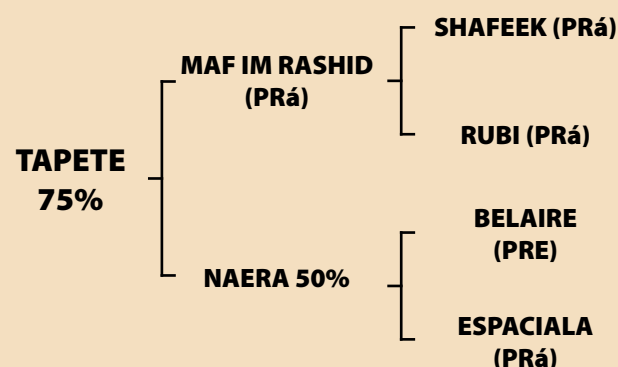 TAPETE
75%
MAF IM RASHID
(PRá)
NAERA 50%
SHAFEEK (PRá)
RUBI (PRá)
BELAIRE
(PRE)
ESPACIALA
(PRá)